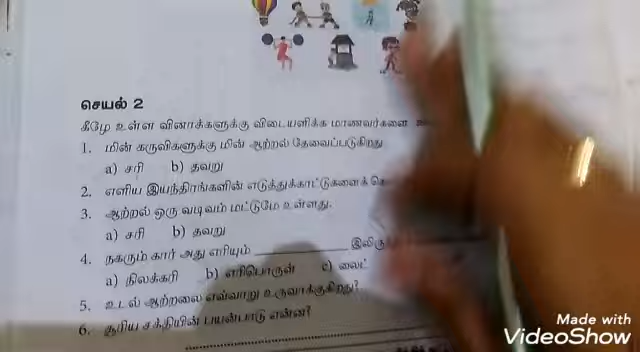 செயல் 2
கீழே உள்ள வினாக்களுக்கு விடையளிக்க மாணவர்களை
1. மின் கருவிகளுக்கு மின் ஆற்றல் தேவைப்படுகிறது
a) சரி b) தவறு
2. எளிய இயந்திரங்களின் எடுத்துக்காட்டுகளைக்
3. ஆற்றல் ஒரு வடிவம் மட்டுமே உள்ளது.
a) சரி b) தவறு
4. நகரும் கார் அது எரியும் ____________
a) நிலக்கரி b) எரிபொருள் c)
5. உடல் ஆற்றலை எவ்வாறு உருவாக்குகிறது?
6. சூரிய சக்தியின் பயன்பாடு என்ன?
Made with
VideoShow